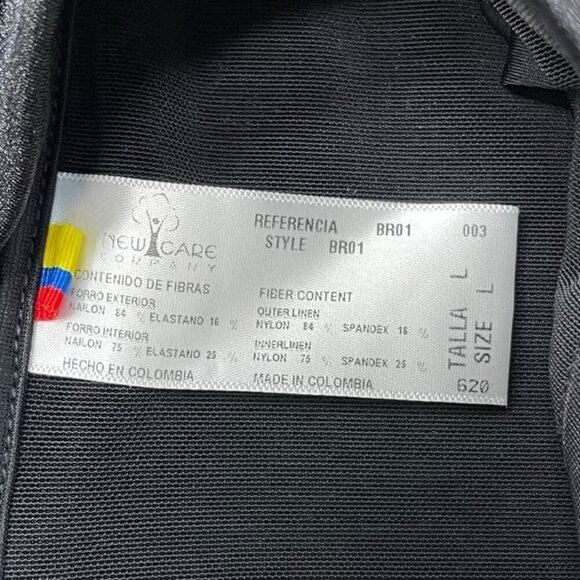 NEW CARE
COMPANY
REFERENCIA BR01 003
STYLE BR01
CONTENIDO DE FIBRAS
FORRO EXTERIOR
NAILON 84 % ELASTANO 16 %
FORRO INTERIOR
NAILON 75 % ELASTANO 25 %
HECHO EN COLOMBIA
FIBER CONTENT
OUTER LINEN
NYLON 84 % SPANDEX 16 %
INNERLINEN
NYLON 75 % SPANDEX 25 %
MADE IN COLOMBIA
TALLA L
SIZE L
620